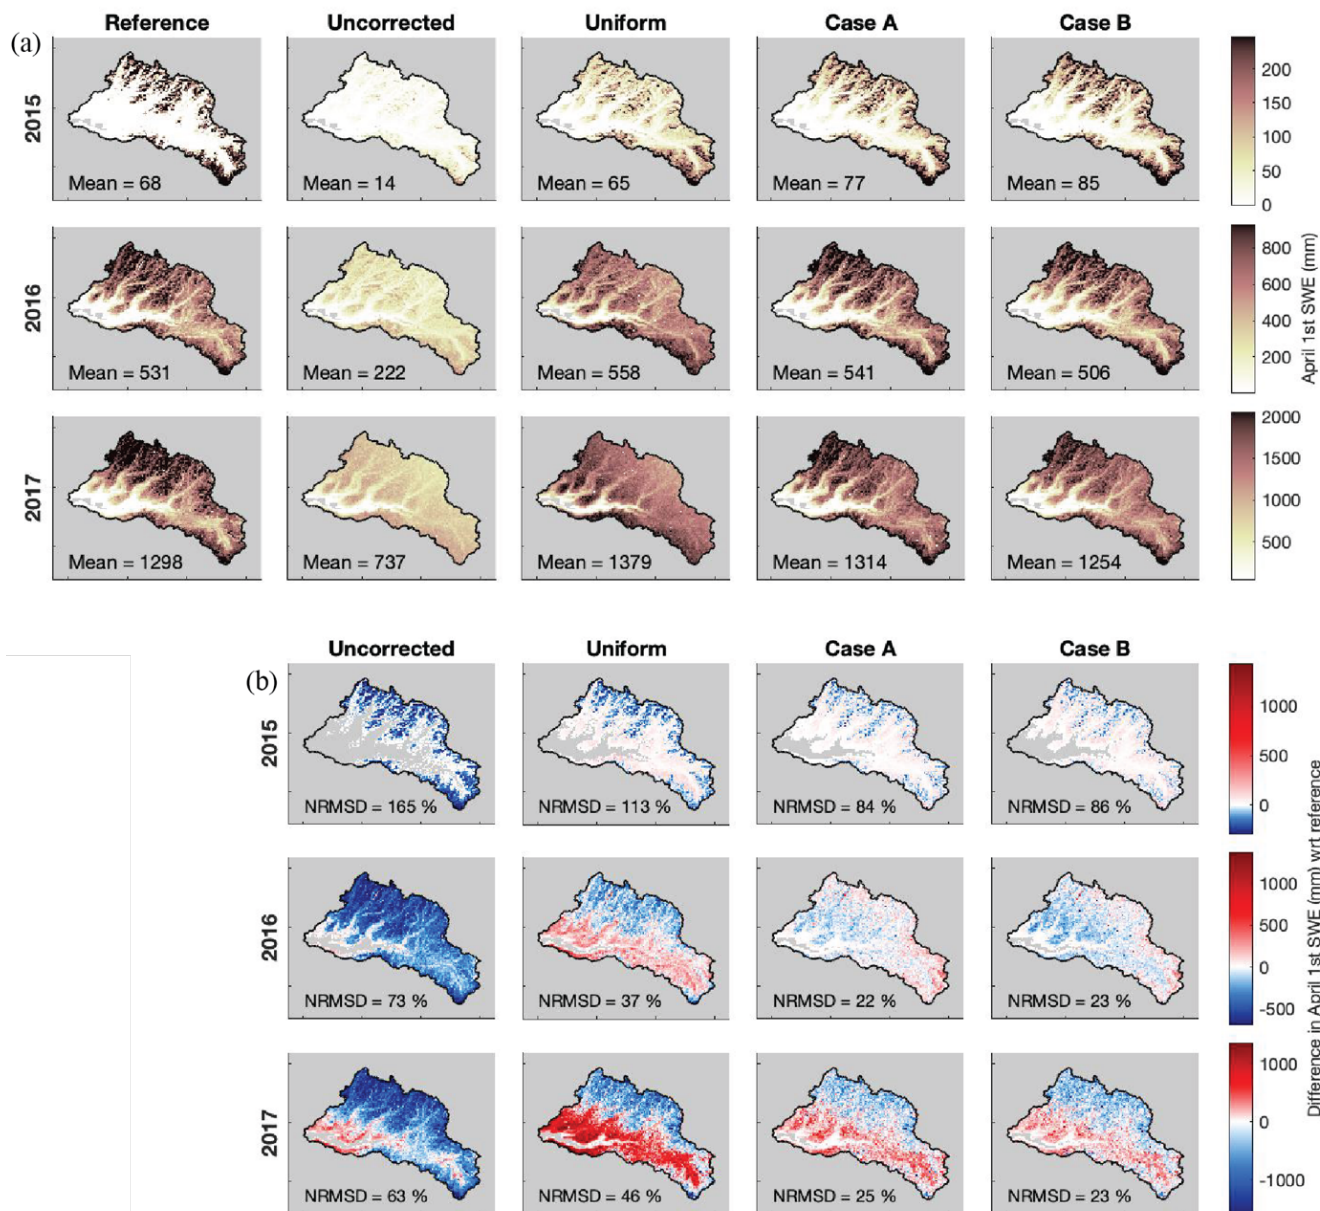 Reference Uncorrected Uniform Case A Case B
(a)
2015
Mean = 68 Mean = 14 Mean = 65 Mean = 77 Mean = 85
200
150
100
50
0
2016
Mean = 531 Mean = 222 Mean = 558 Mean = 541 Mean = 506
800
600
400
200
April 1st SWE (mm)
2017
Mean = 1298 Mean = 737 Mean = 1379 Mean = 1314 Mean = 1254
2000
1500
1000
500
Uncorrected Uniform Case A Case B
(b)
2015
NRMSD = 165 % NRMSD = 113 % NRMSD = 84 % NRMSD = 86 %
1000
500
0
2016
NRMSD = 73 % NRMSD = 37 % NRMSD = 22 % NRMSD = 23 %
1000
500
0
-500
Difference in April 1st SWE (mm) wrt reference
2017
NRMSD = 63 % NRMSD = 46 % NRMSD = 25 % NRMSD = 23 %
1000
0
-1000